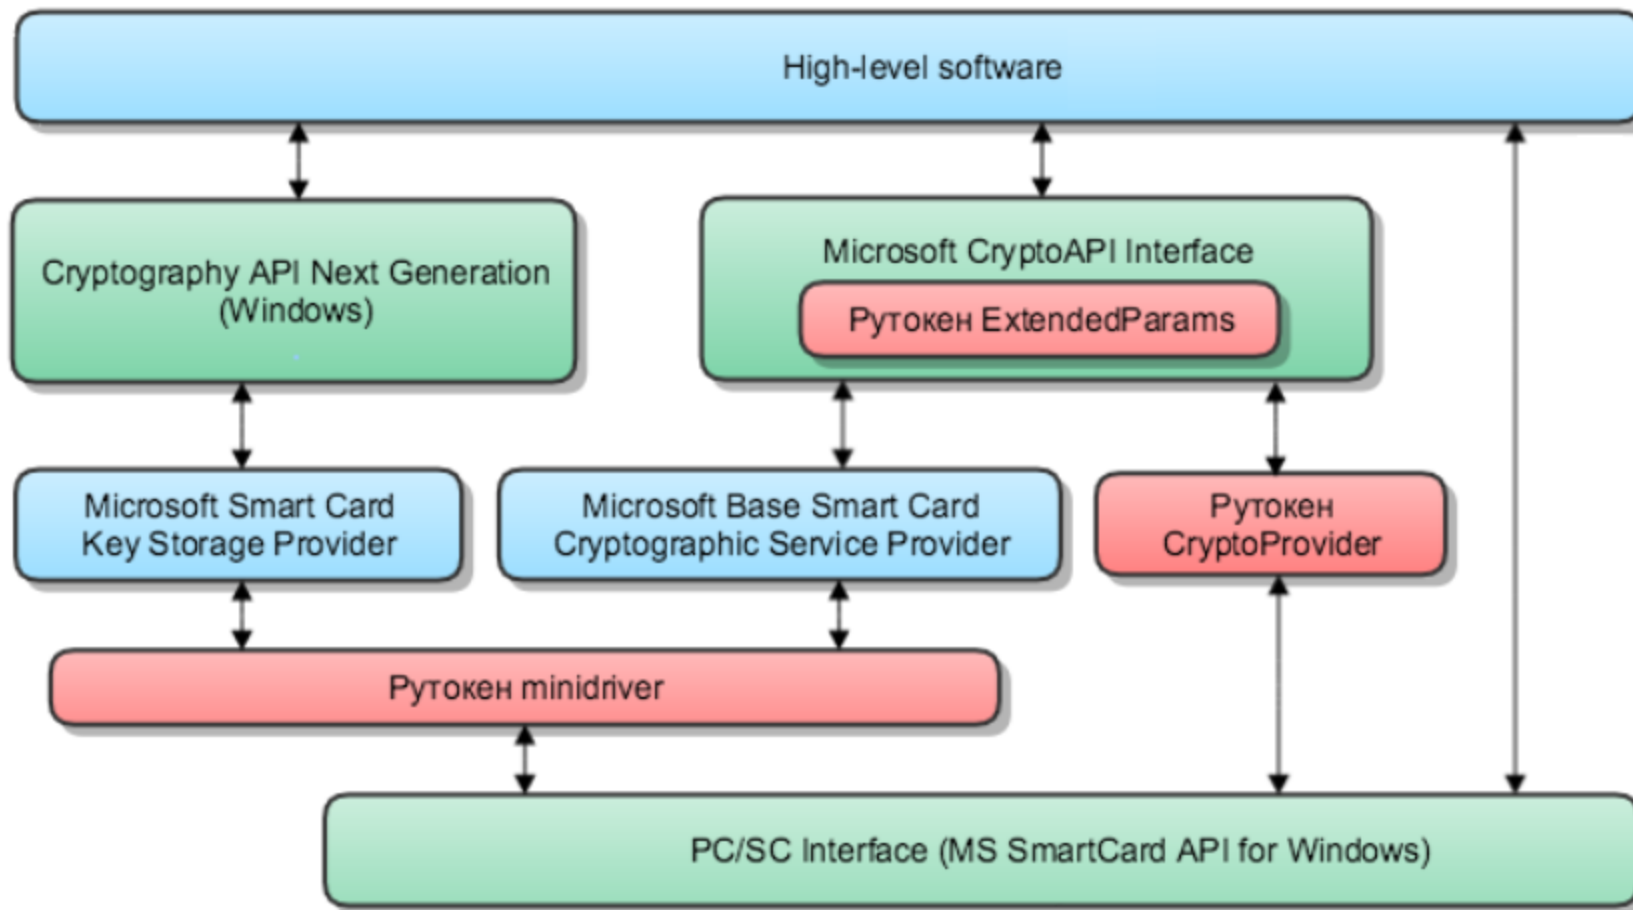 High-level software
Cryptography API Next Generation
(Windows)
Microsoft CryptoAPI Interface
Рутокен ExtendedParams
Microsoft Smart Card
Key Storage Provider
Microsoft Base Smart Card
Cryptographic Service Provider
Рутокен
CryptoProvider
Рутокен minidriver
PC/SC Interface (MS SmartCard API for Windows)